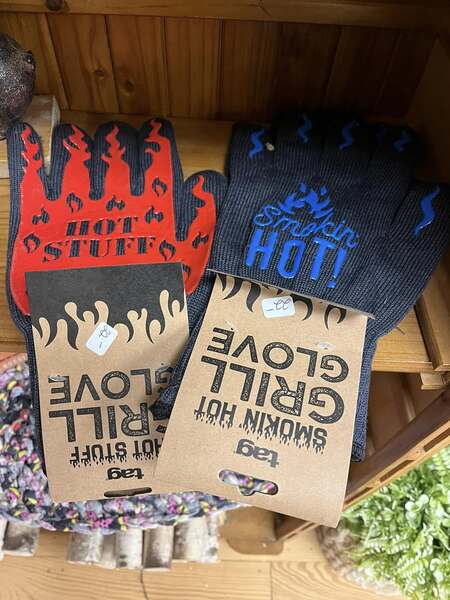 HOT
STUFF
Smokin
HOT!
tag
HOT STUFF
GRILL
GLOVE
tag
SMOKIN HOT
GRILL
GLOVE